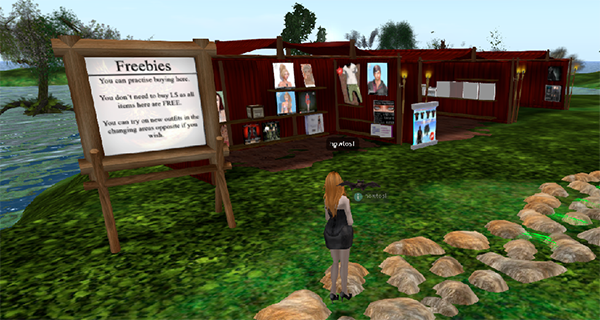 Freebies
You can practise buying here.
You don't need to buy L$ as all
items here are FREE.
You can try on new outfits in the
changing areas opposite if you
wish.